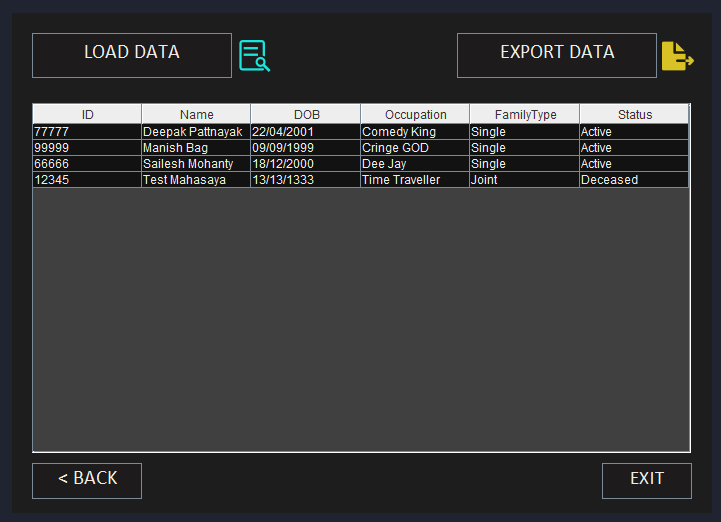 LOAD DATA EXPORT DATA
ID Name DOB Occupation FamilyType Status
77777 Deepak Pattnayak 22/04/2001 Comedy King Single Active
99999 Manish Bag 09/09/1999 Cringe GOD Single Active
66666 Sailesh Mohanty 18/12/2000 Dee Jay Single Active
12345 Test Mahasaya 13/13/1333 Time Traveller Joint Deceased
< BACK EXIT